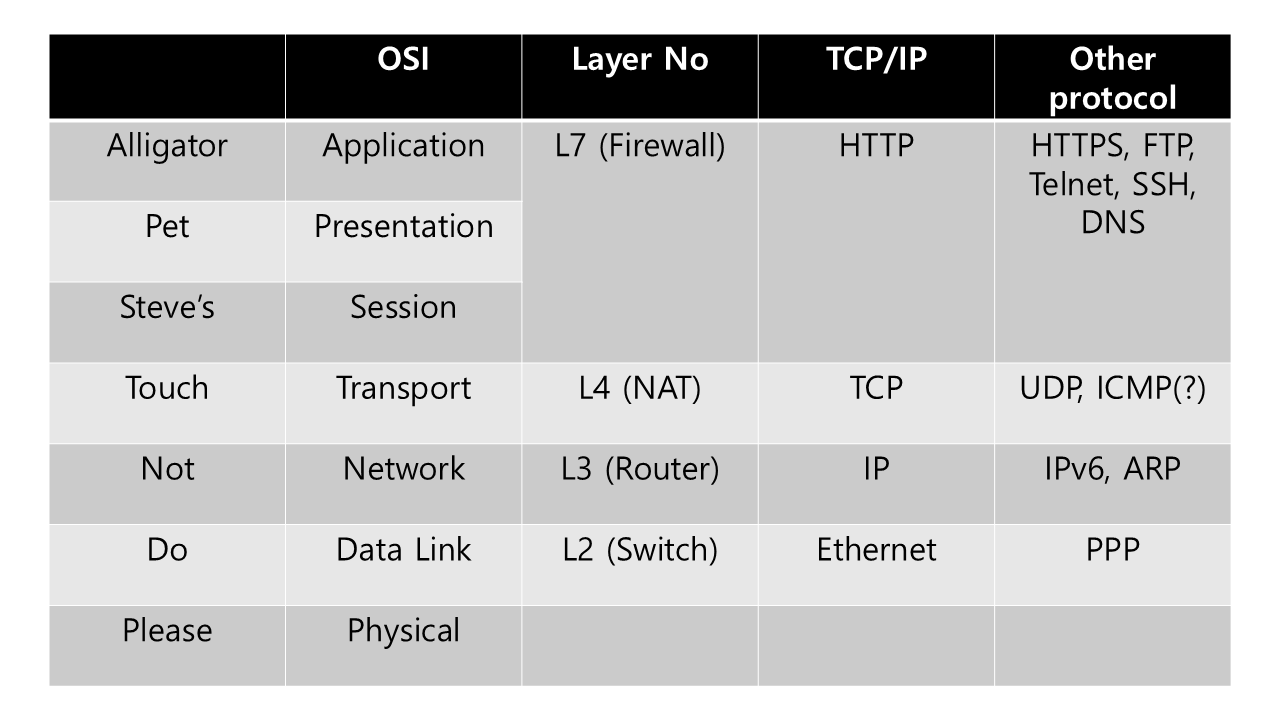 OSI Layer No TCP/IP Other
protocol
Alligator Application L7 (Firewall) HTTP HTTPS, FTP,
Telnet, SSH,
DNS
Pet Presentation
Steve’s Session
Touch Transport L4 (NAT) TCP UDP, ICMP(?)
Not Network L3 (Router) IP IPv6, ARP
Do Data Link L2 (Switch) Ethernet PPP
Please Physical